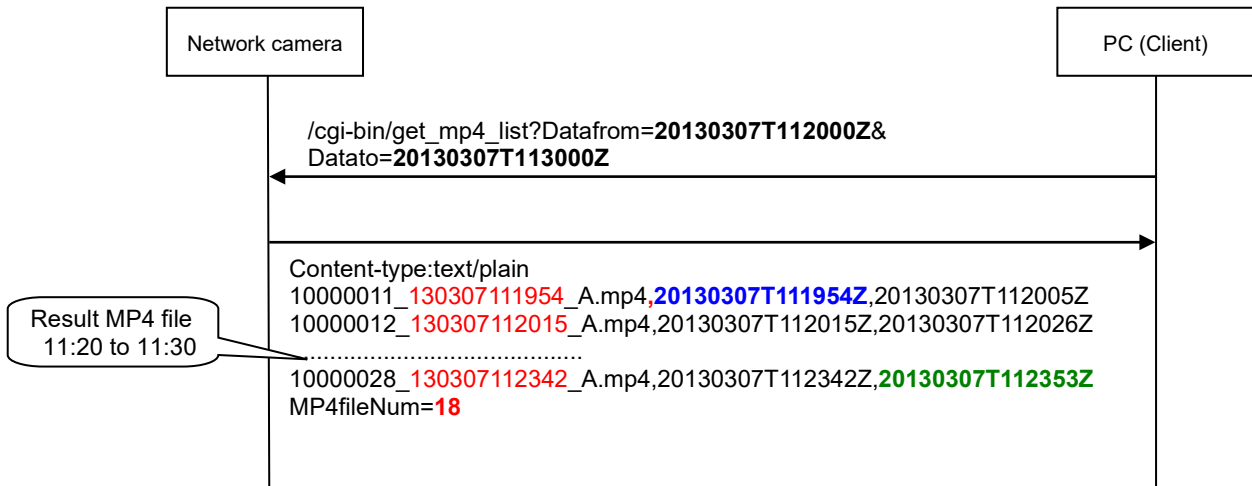 Network camera
PC (Client)
/cgi-bin/get_mp4_list?Datafrom=20130307T112000Z&
Datato=20130307T113000Z
Content-type:text/plain
10000011_130307111954_A.mp4,20130307T111954Z,20130307T112005Z
10000012_130307112015_A.mp4,20130307T112015Z,20130307T112026Z
..........................................
10000028_130307112342_A.mp4,20130307T112342Z,20130307T112353Z
MP4fileNum=18
Result MP4 file
11:20 to 11:30